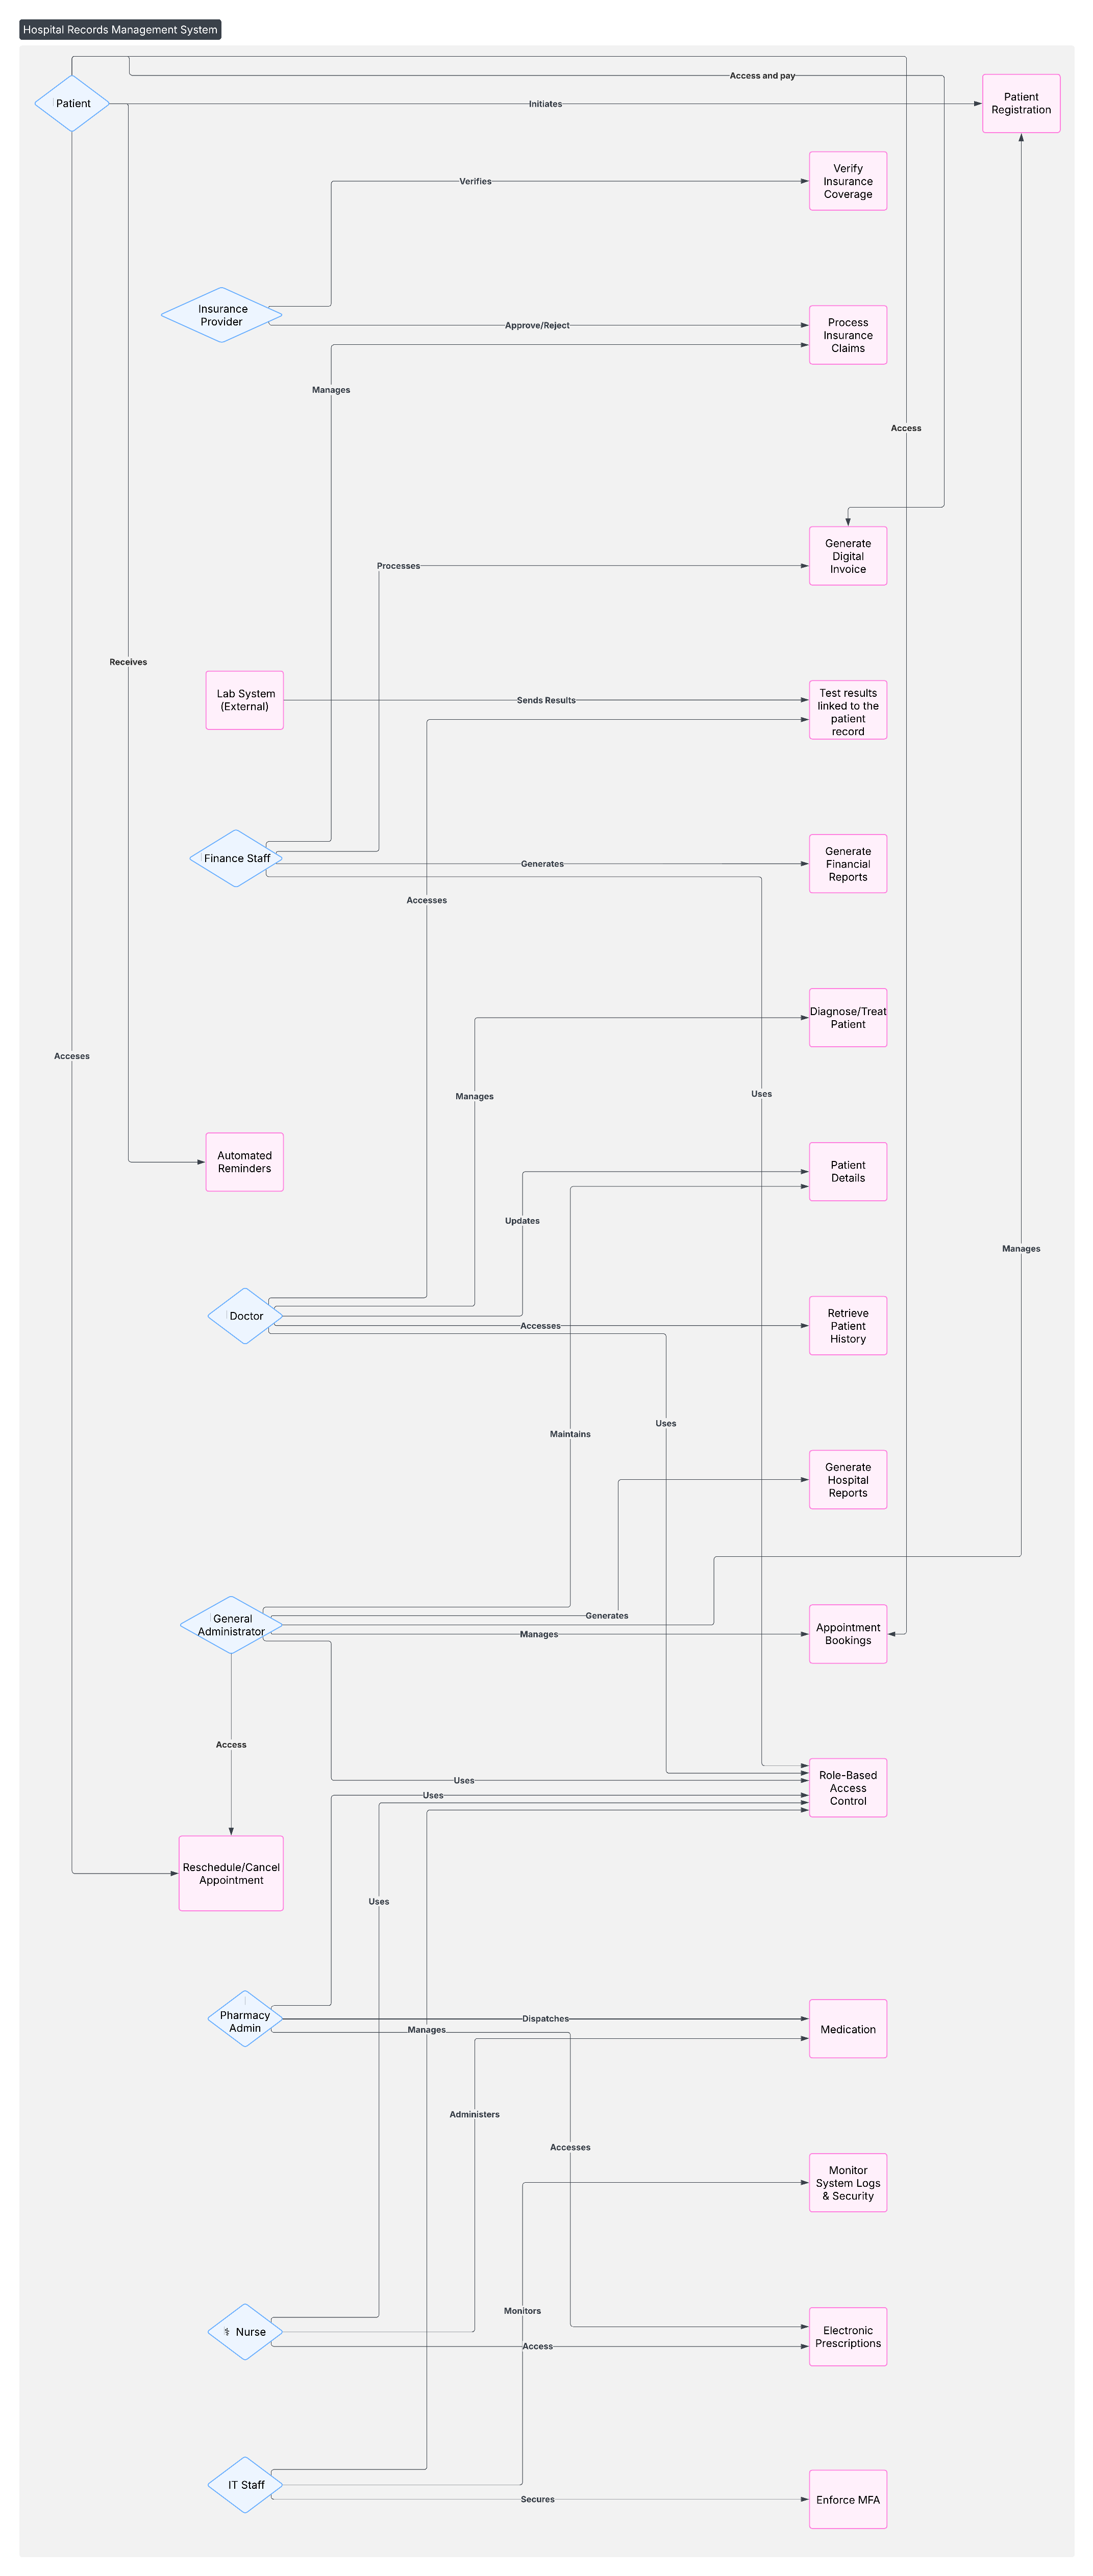 Hospital Records Management System
Access and pay
Patient
Initiates
Patient
Registration
Verifies
Verify
Insurance
Coverage
Insurance
Provider
Approve/Reject
Process
Insurance
Claims
Manages
Access
Generate
Digital
Invoice
Processes
Receives
Lab System
(External)
Sends Results
Test results
linked to the
patient
record
Finance Staff
Generates
Generate
Financial
Reports
Accesses
Diagnose/Treat
Patient
Acceses
Manages
Uses
Automated
Reminders
Patient
Details
Updates
Manages
Doctor
Accesses
Retrieve
Patient
History
Uses
Maintains
Generate
Hospital
Reports
General
Administrator
Generates
Manages
Appointment
Bookings
Access
Uses
Role-Based
Access
Control
Uses
Reschedule/Cancel
Appointment
Uses
Pharmacy
Admin
Dispatches
Manages
Medication
Administers
Accesses
Monitor
System Logs
& Security
Monitors
⚕ Nurse
Access
Electronic
Prescriptions
IT Staff
Secures
Enforce MFA